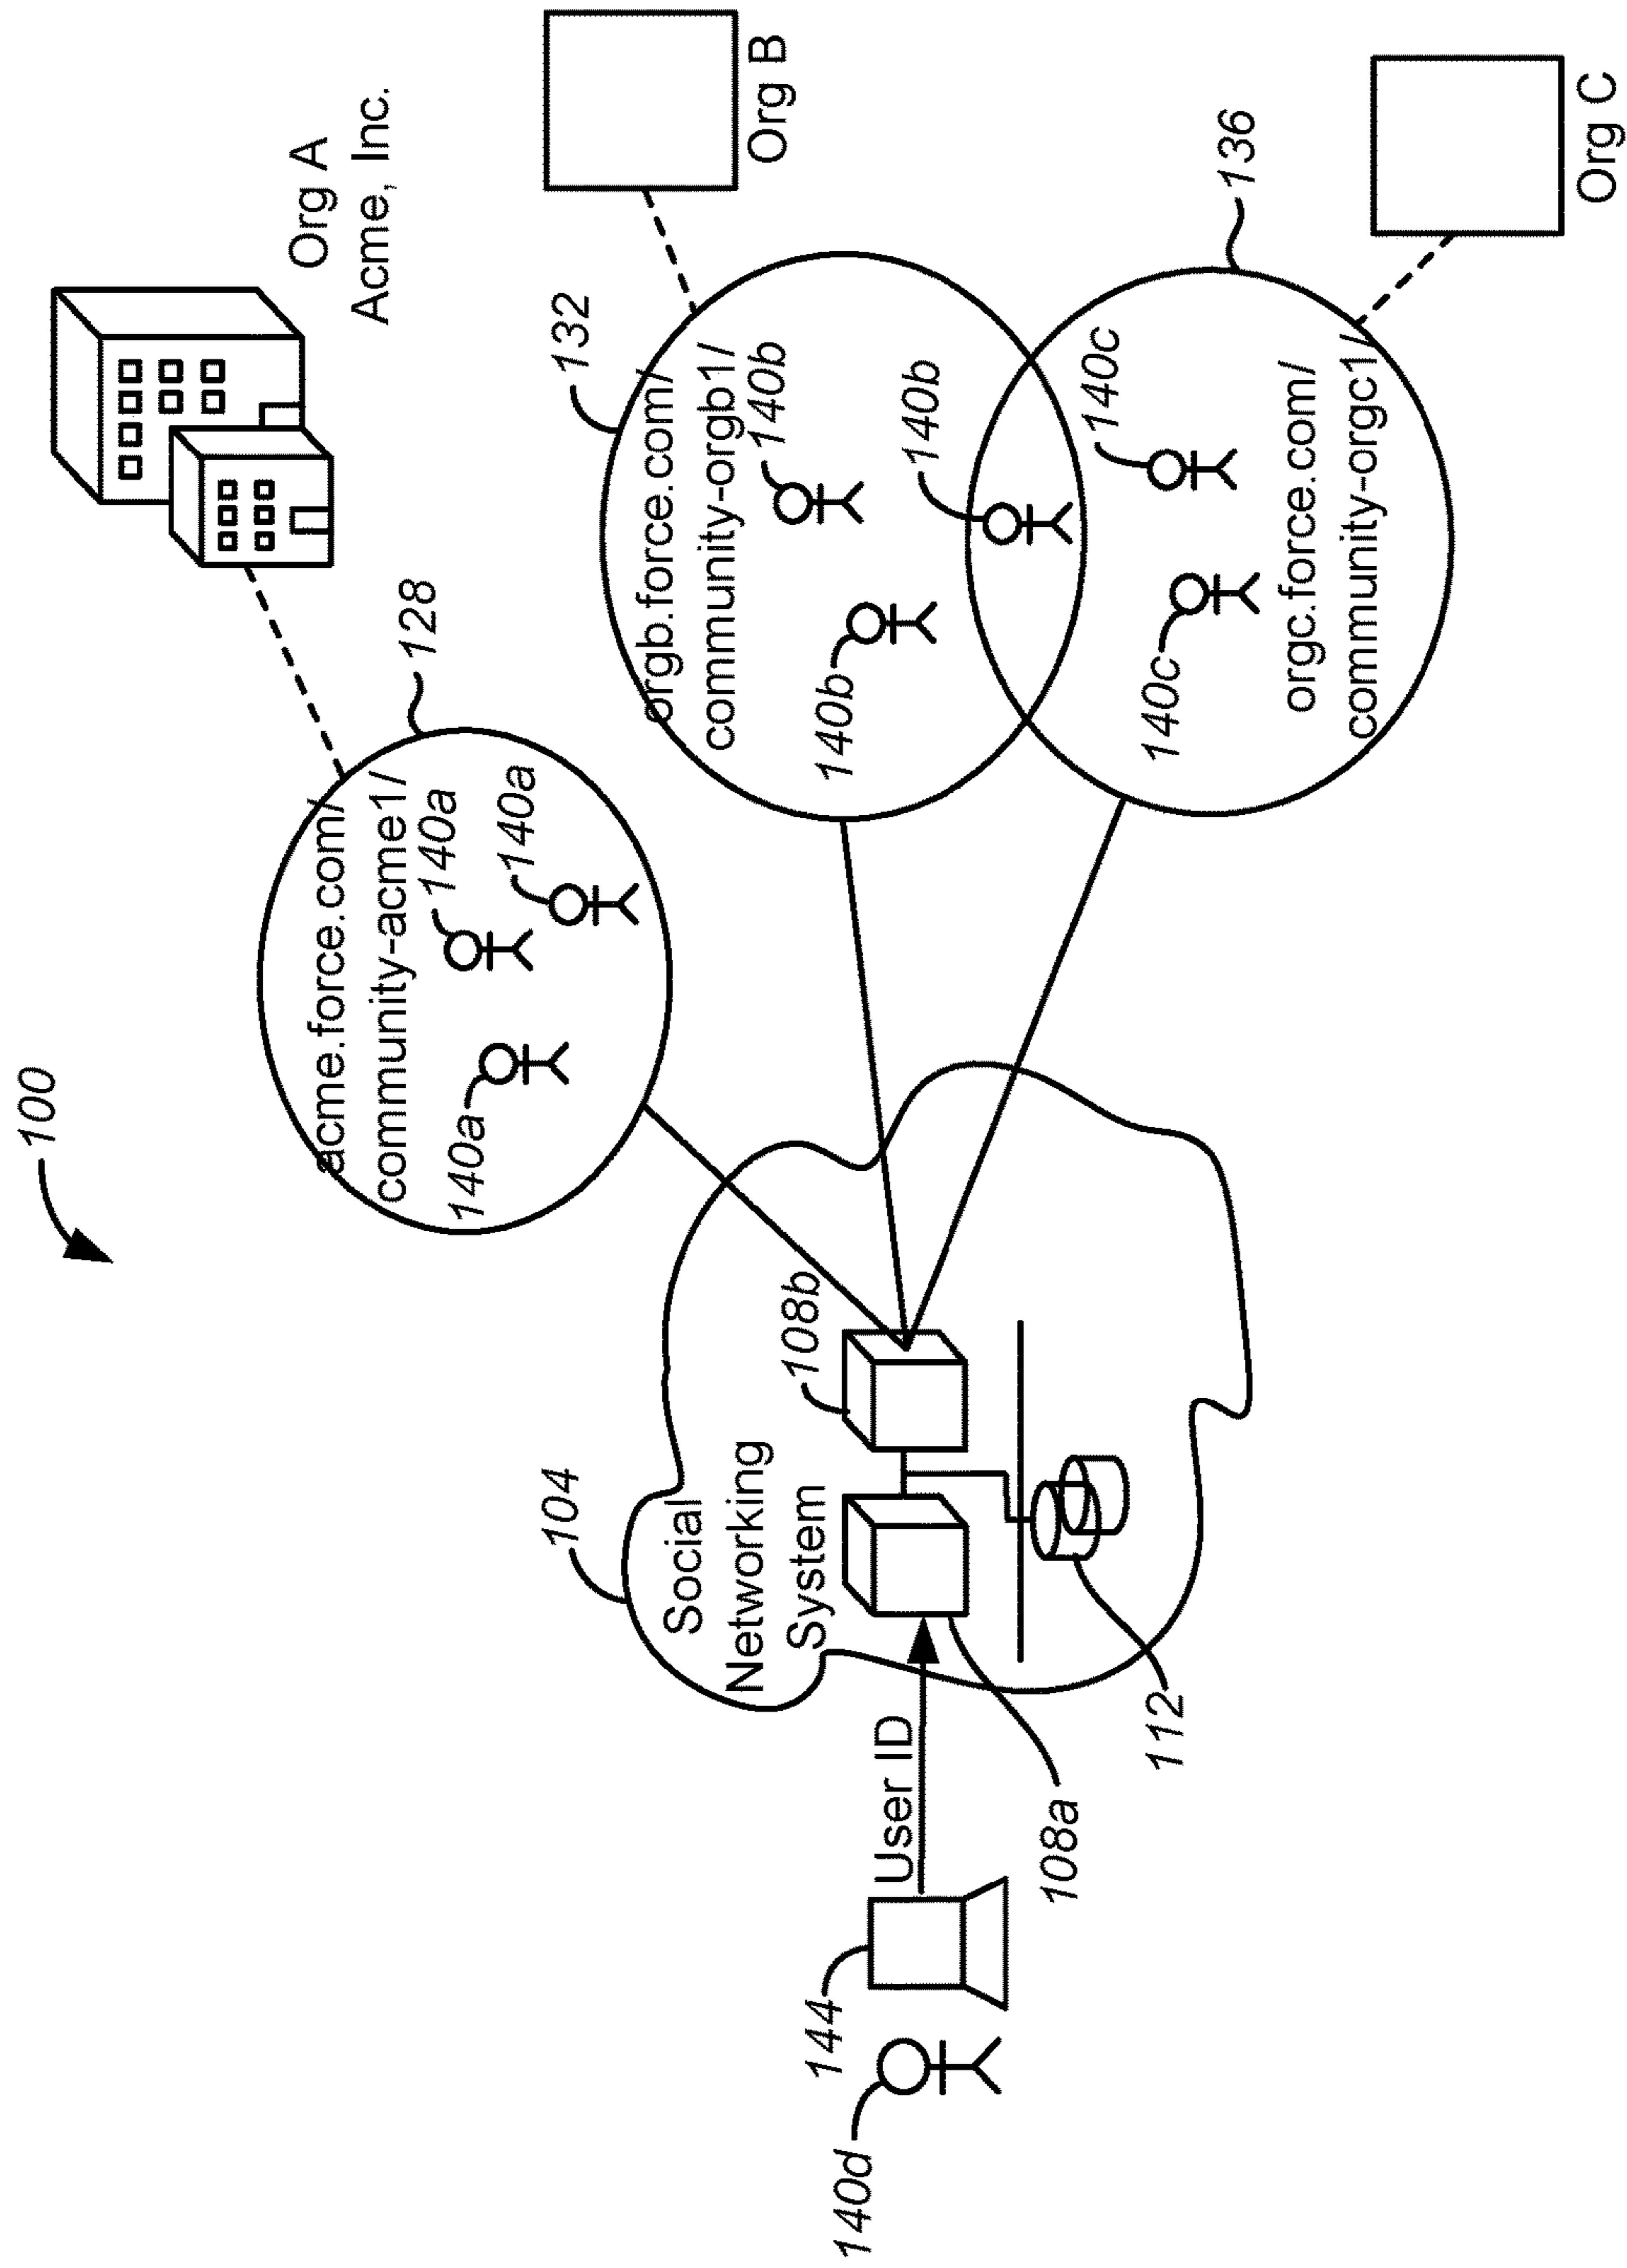 100
Org A
Acme, Inc.
128
acme.force.com/
community-acme1/
140a
140a
140a
Org B
132
orgb.force.com/
community-orgb1/
140b
140b
140b
136
140c
140c
orgc.force.com/
community-orgc1/
Org C
104
Social
Networking
System
108b
User ID
108a
112
144
140d